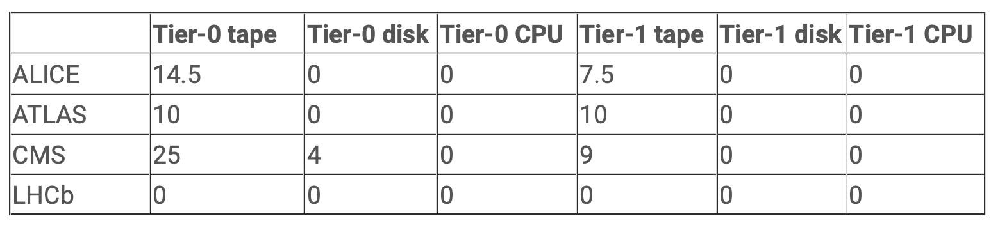 Tier-0 tape Tier-0 disk Tier-0 CPU Tier-1 tape Tier-1 disk Tier-1 CPU
ALICE 14.5 0 0 7.5 0 0
ATLAS 10 0 0 10 0 0
CMS 25 4 0 9 0 0
LHCb 0 0 0 0 0 0